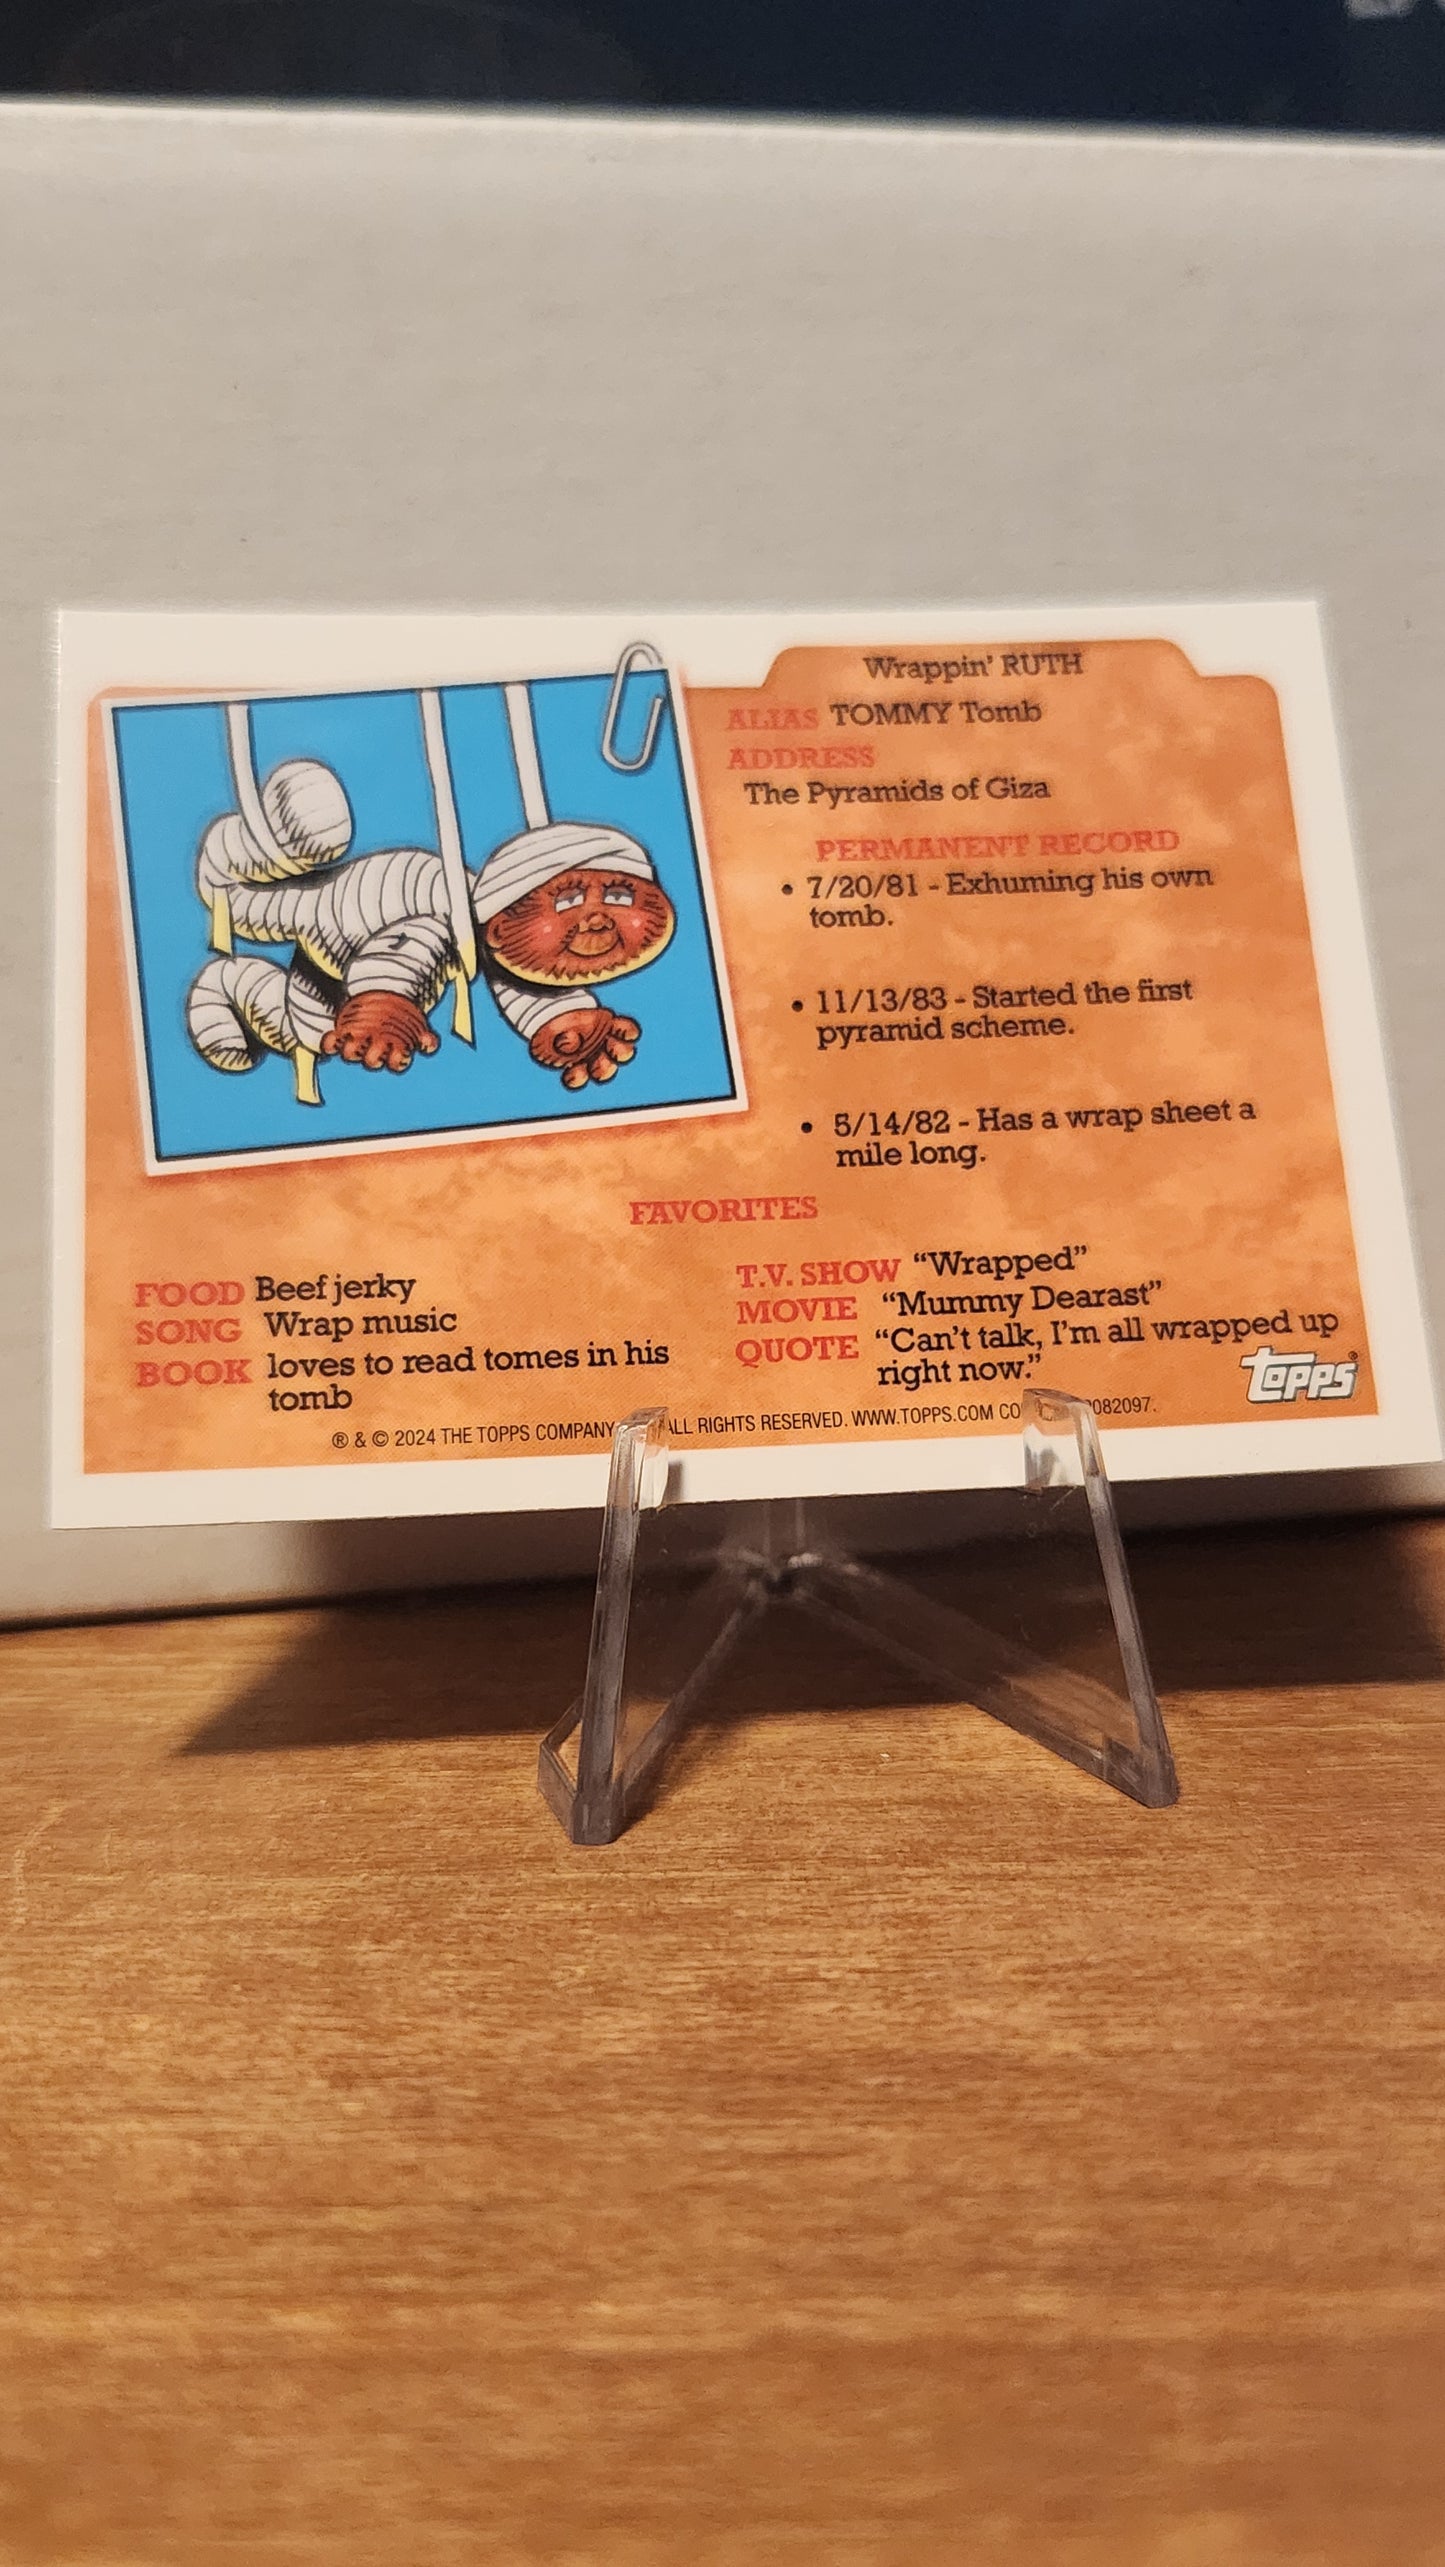 Wrappin' RUTH
ALIAS TOMMY Tomb
ADDRESS
The Pyramids of Giza
PERMANENT RECORD
• 7/20/81 - Exhuming his own
tomb.
• 11/13/83 - Started the first
pyramid scheme.
• 5/14/82 - Has a wrap sheet a
mile long.
FAVORITES
FOOD Beef jerky
SONG Wrap music
BOOK loves to read tomes in his
tomb
T.V. SHOW “Wrapped”
MOVIE “Mummy Dearast”
QUOTE “Can't talk, I'm all wrapped up
right now.”
TOPPS®
® & © 2024 THE TOPPS COMPANY ALL RIGHTS RESERVED. WWW.TOPPS.COM 082097.